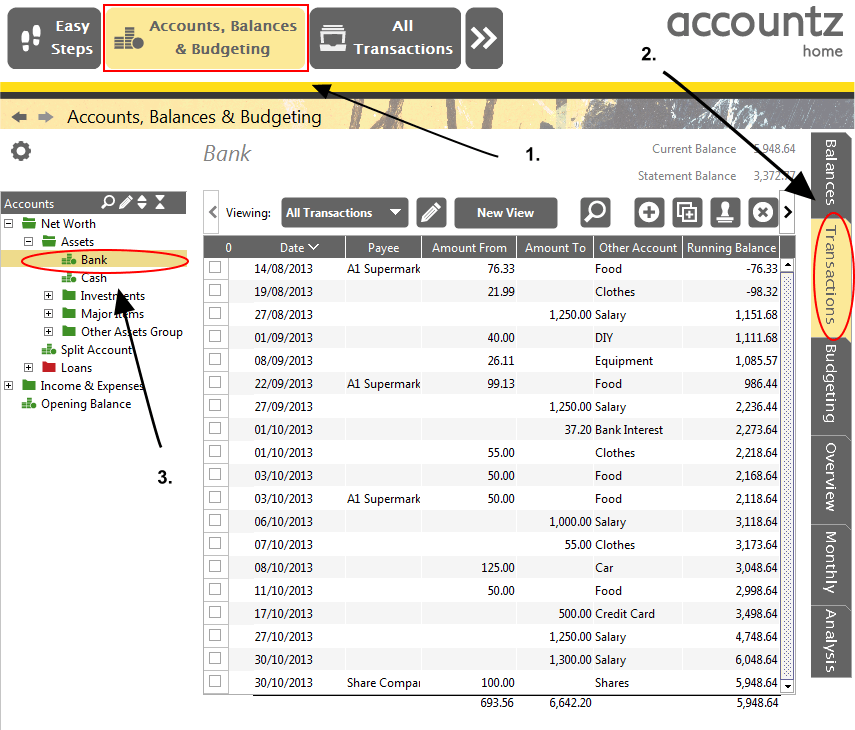 Easy
Steps
Accounts, Balances
& Budgeting
All
Transactions
accountz
home
2.
Accounts, Balances & Budgeting
1.
Bank
Current Balance 5,948.64
Statement Balance
Accounts
Net Worth
Assets
Bank
Cash
Investments
Major Items
Other Assets Group
Split Account
Loans
Income & Expenses
Opening Balance
3.
Viewing: All Transactions New View
0 Date Payee Amount From Amount To Other Account Running Balance
14/08/2013 A1 Supermark 76.33 Food -76.33
19/08/2013 21.99 Clothes -98.32
27/08/2013 1,250.00 Salary 1,151.68
01/09/2013 40.00 DIY 1,111.68
08/09/2013 26.11 Equipment 1,085.57
22/09/2013 A1 Supermark 99.13 Food 986.44
27/09/2013 1,250.00 Salary 2,236.44
01/10/2013 37.20 Bank Interest 2,273.64
01/10/2013 55.00 Clothes 2,218.64
03/10/2013 50.00 Food 2,168.64
03/10/2013 A1 Supermark 50.00 Food 2,118.64
06/10/2013 1,000.00 Salary 3,118.64
07/10/2013 55.00 Clothes 3,173.64
08/10/2013 125.00 Car 3,048.64
11/10/2013 50.00 Food 2,998.64
17/10/2013 500.00 Credit Card 3,498.64
27/10/2013 1,250.00 Salary 4,748.64
30/10/2013 1,300.00 Salary 6,048.64
30/10/2013 Share Compar 100.00 Shares 5,948.64
693.56 6,642.20 5,948.64
Balances
Transactions
Budgeting
Overview
Monthly
Analysis